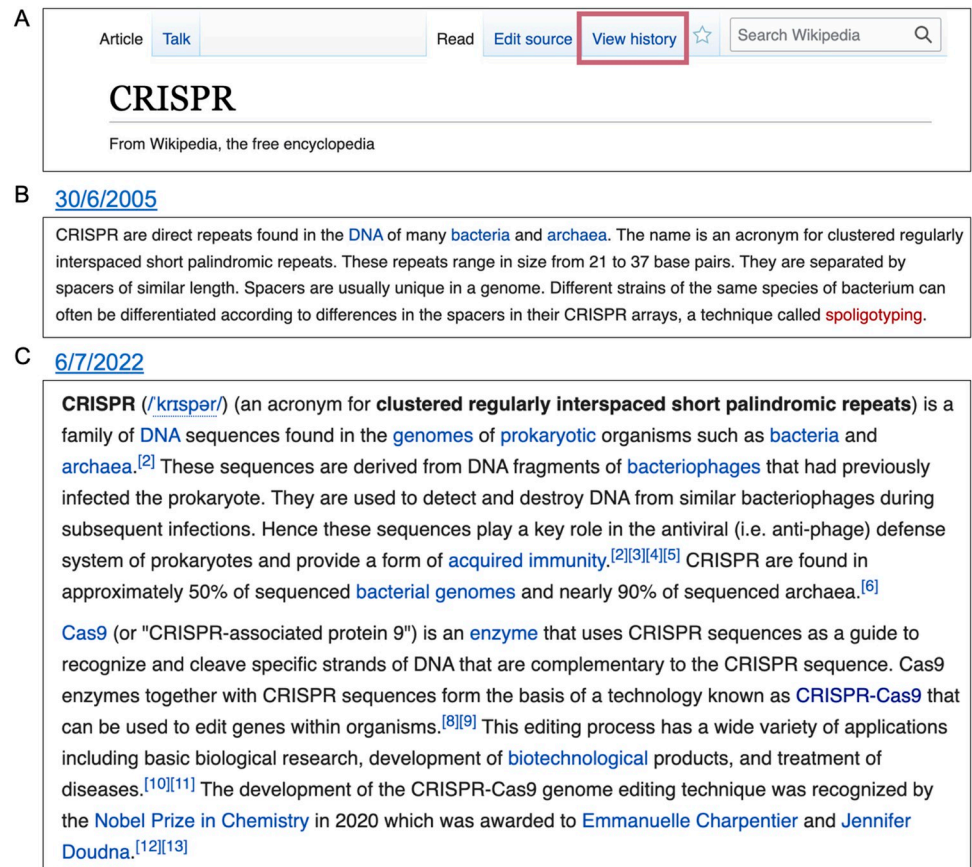 A
Article Talk Read Edit source View history Search Wikipedia
CRISPR
From Wikipedia, the free encyclopedia
B 30/6/2005
CRISPR are direct repeats found in the DNA of many bacteria and archaea. The name is an acronym for clustered regularly
interspaced short palindromic repeats. These repeats range in size from 21 to 37 base pairs. They are separated by
spacers of similar length. Spacers are usually unique in a genome. Different strains of the same species of bacterium can
often be differentiated according to differences in the spacers in their CRISPR arrays, a technique called spoligotyping.
C 6/7/2022
CRISPR (/ˈkrɪspər/) (an acronym for clustered regularly interspaced short palindromic repeats) is a
family of DNA sequences found in the genomes of prokaryotic organisms such as bacteria and
archaea.[2] These sequences are derived from DNA fragments of bacteriophages that had previously
infected the prokaryote. They are used to detect and destroy DNA from similar bacteriophages during
subsequent infections. Hence these sequences play a key role in the antiviral (i.e. anti-phage) defense
system of prokaryotes and provide a form of acquired immunity.[2][3][4][5] CRISPR are found in
approximately 50% of sequenced bacterial genomes and nearly 90% of sequenced archaea.[6]
Cas9 (or "CRISPR-associated protein 9") is an enzyme that uses CRISPR sequences as a guide to
recognize and cleave specific strands of DNA that are complementary to the CRISPR sequence. Cas9
enzymes together with CRISPR sequences form the basis of a technology known as CRISPR-Cas9 that
can be used to edit genes within organisms.[8][9] This editing process has a wide variety of applications
including basic biological research, development of biotechnological products, and treatment of
diseases.[10][11] The development of the CRISPR-Cas9 genome editing technique was recognized by
the Nobel Prize in Chemistry in 2020 which was awarded to Emmanuelle Charpentier and Jennifer
Doudna.[12][13]